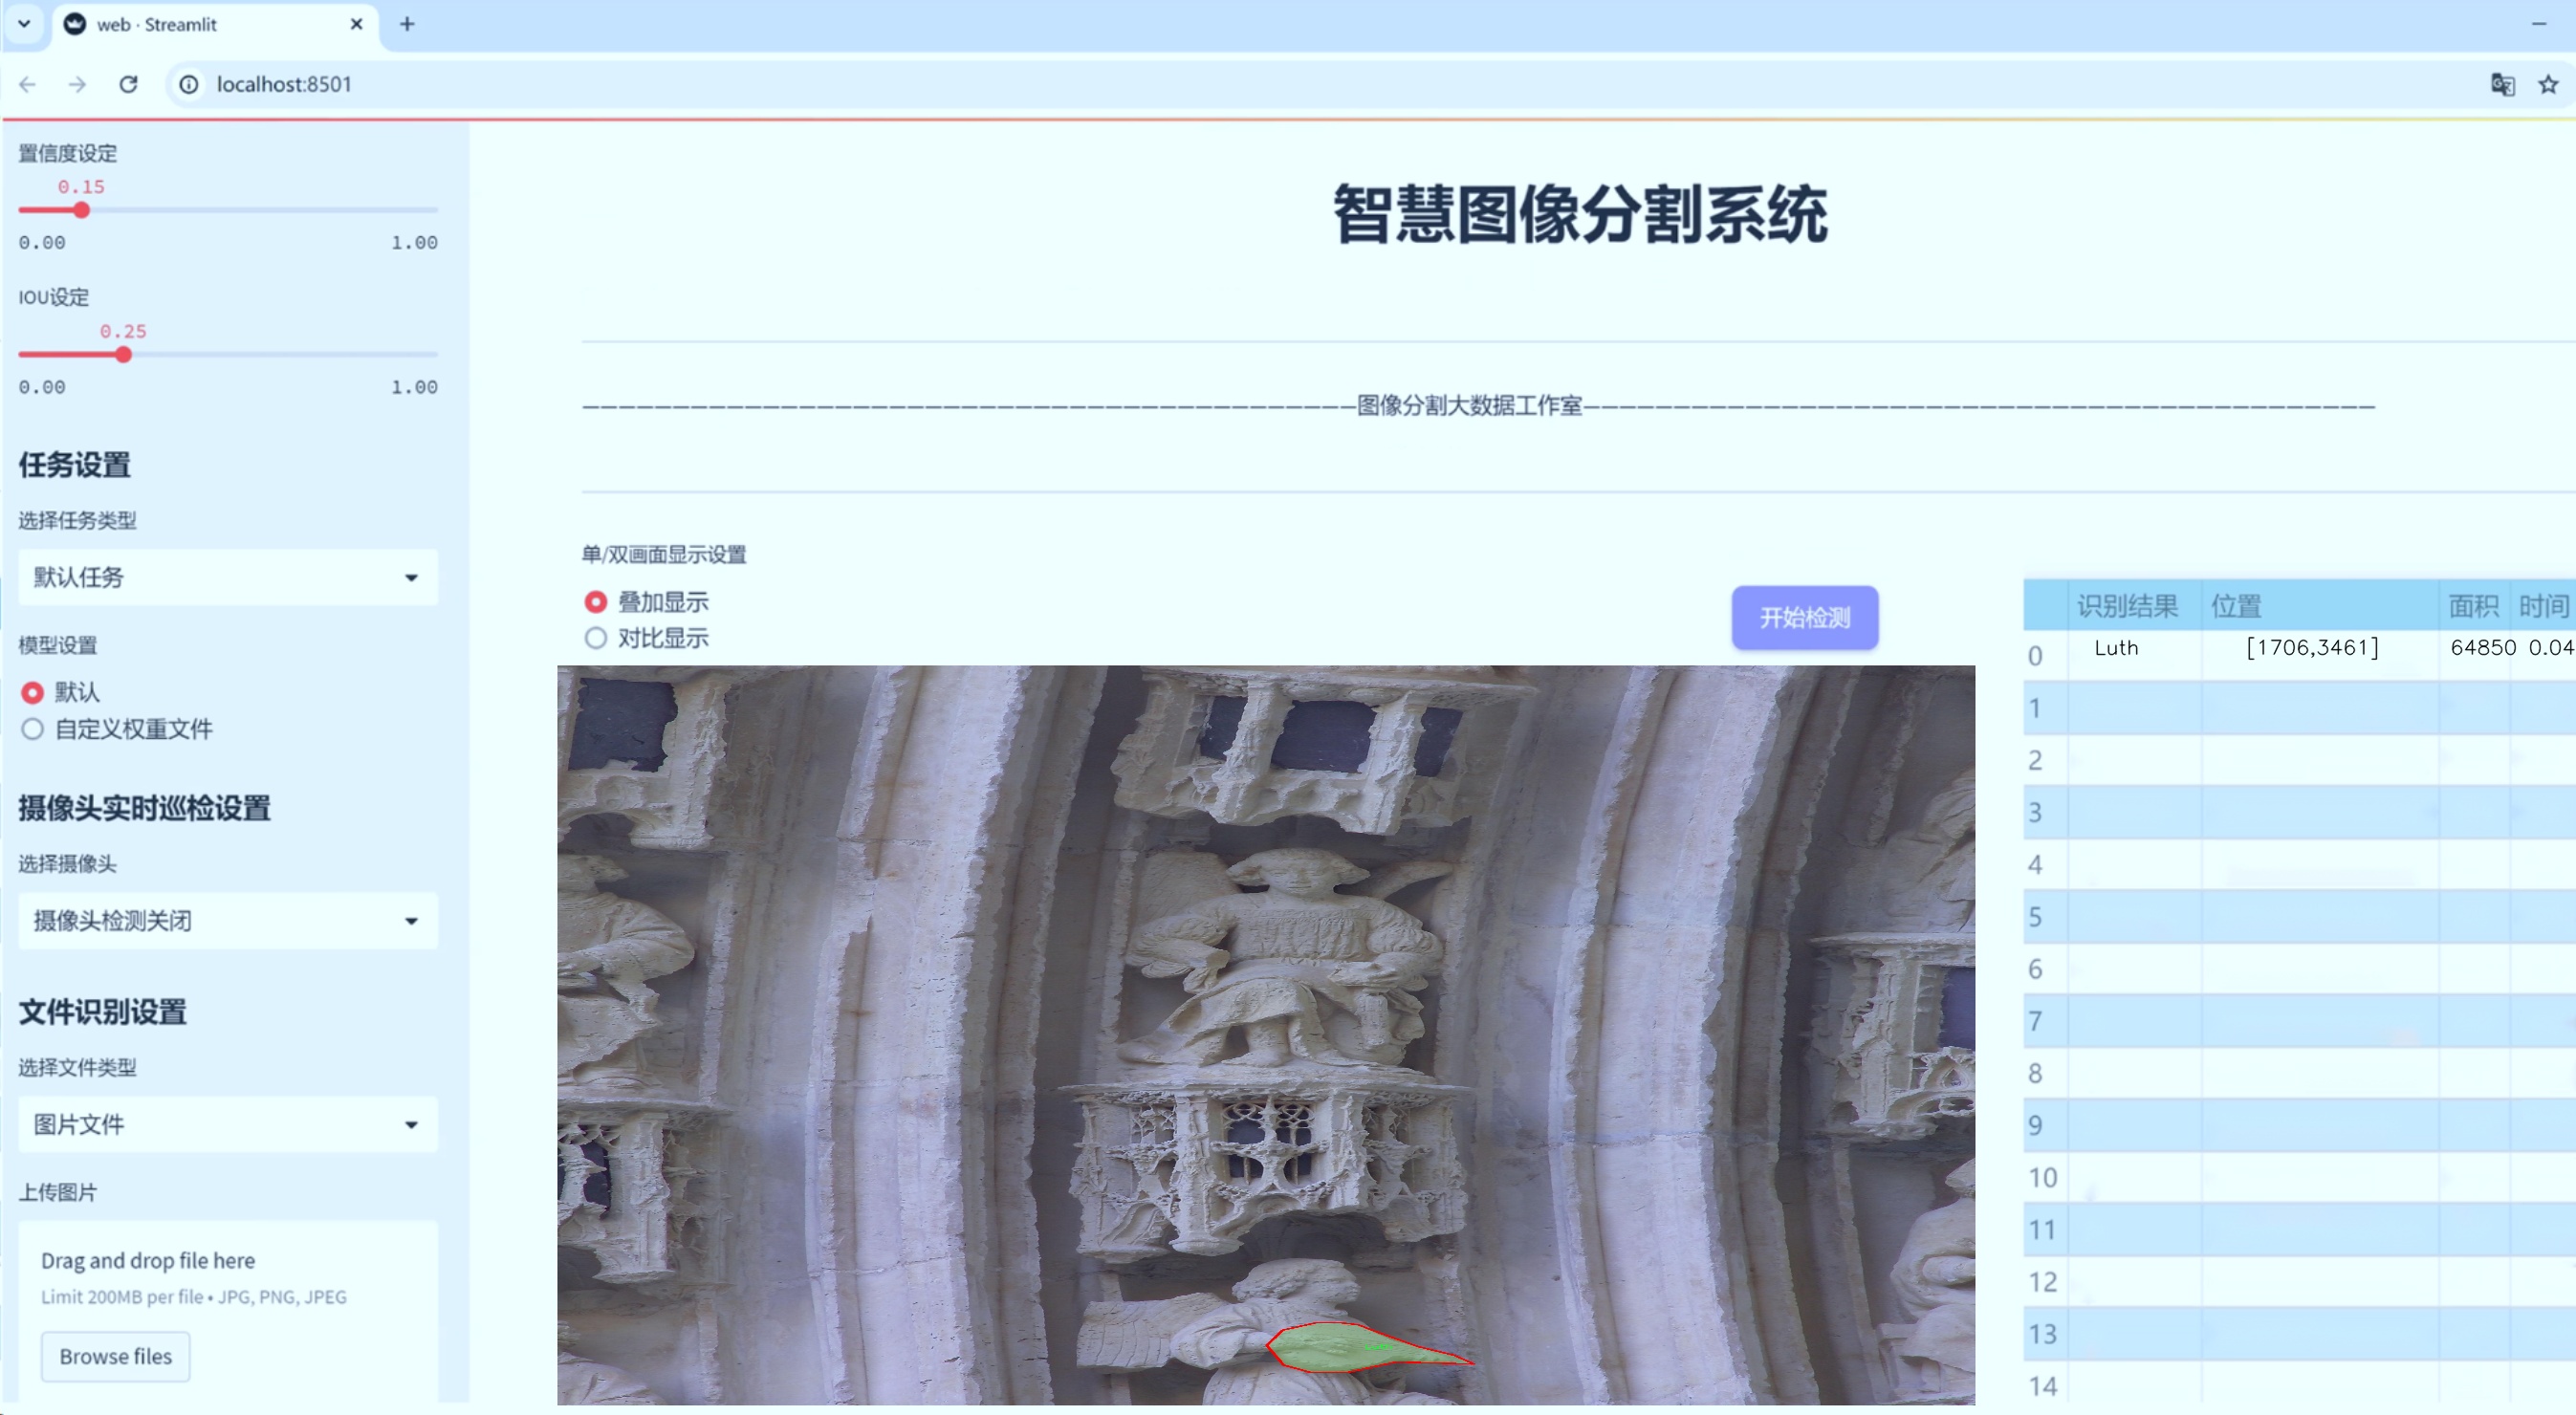 web · Streamlit
localhost:8501
置信度设定
0.15
0.00 1.00
IOU设定
0.25
0.00 1.00
任务设置
选择任务类型
默认任务
模型设置
默认
自定义权重文件
摄像头实时巡检设置
选择摄像头
摄像头检测关闭
文件识别设置
选择文件类型
图片文件
上传图片
Drag and drop file here
Limit 200MB per file • JPG, PNG, JPEG
Browse files
智慧图像分割系统
图像分割大数据工作室
单/双画面显示设置
叠加显示
对比显示
开始检测
识别结果 位置 面积 时间
0 Luth [1706,3461] 64850 0.04
1
2
3
4
5
6
7
8
9
10
11
12
13
14